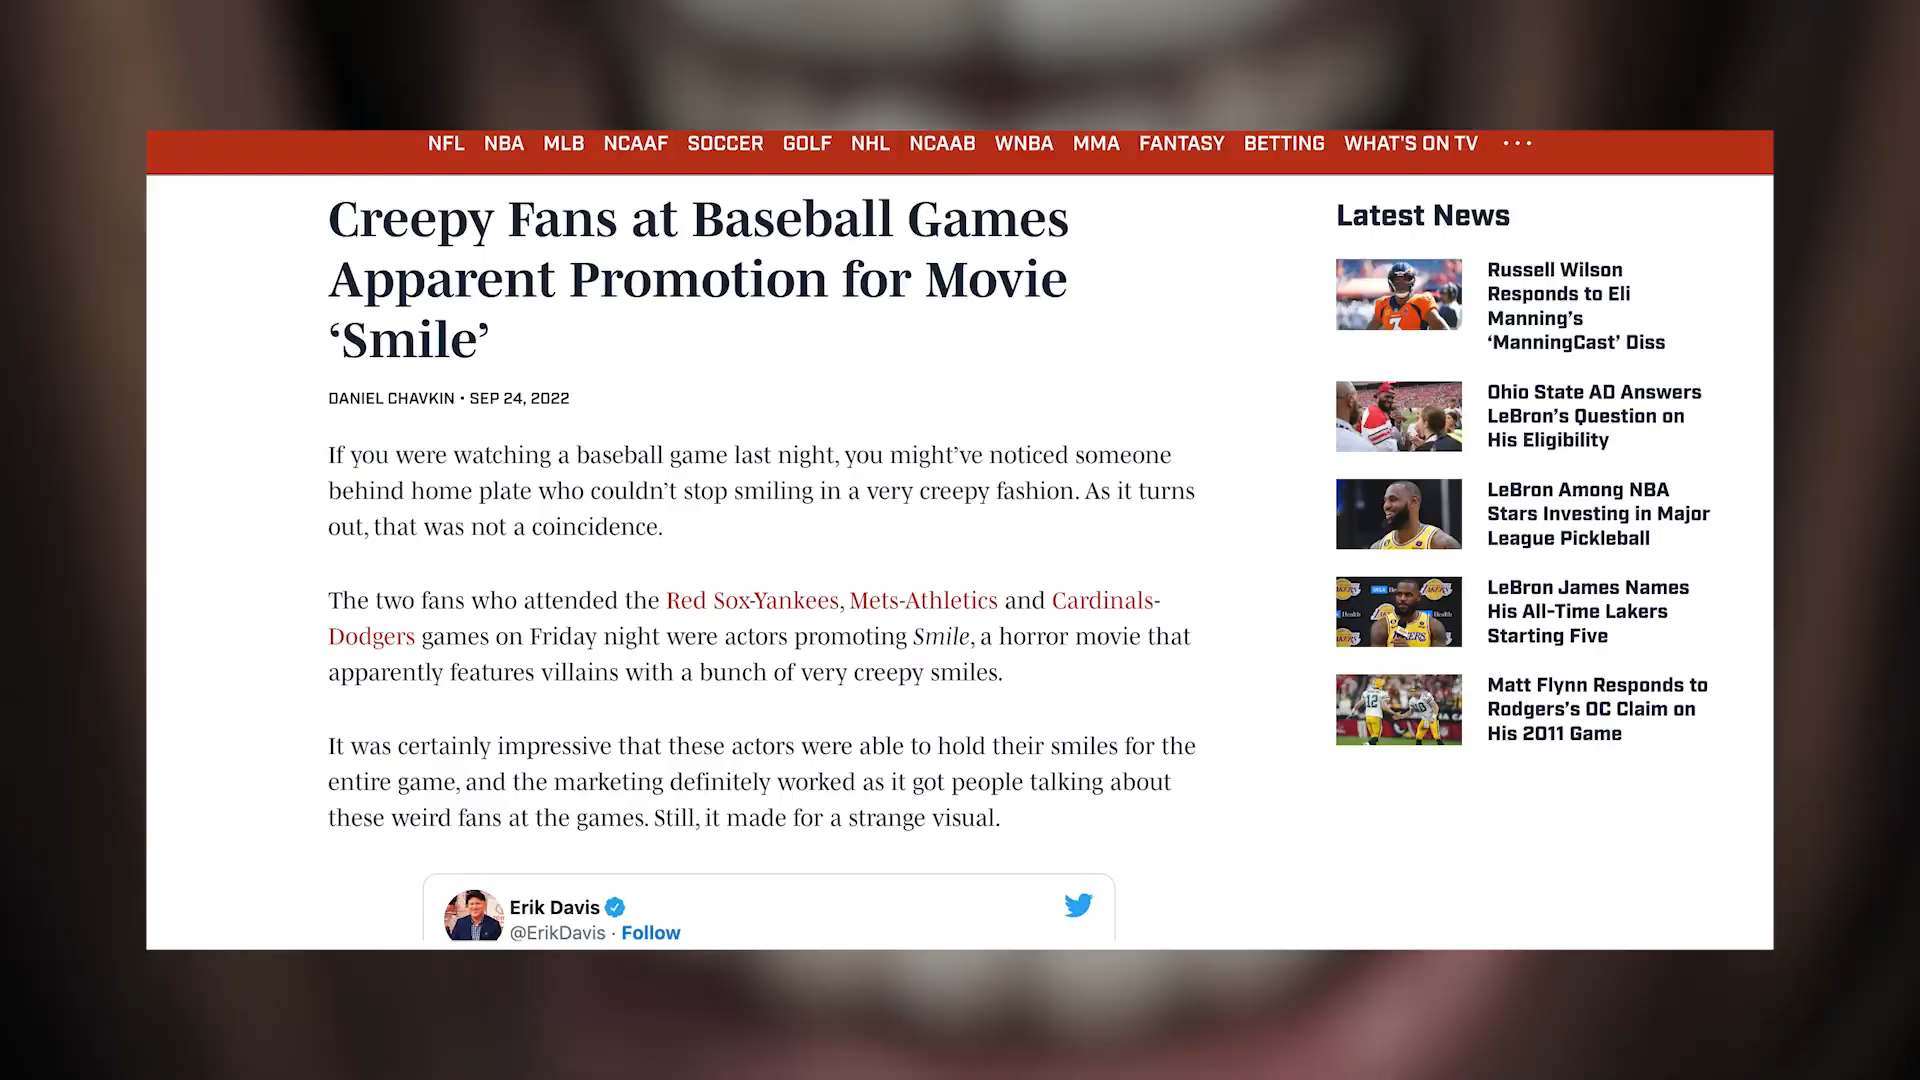 NFL NBA MLB NCAAF SOCCER GOLF NHL NCAAB WNBA MMA FANTASY BETTING WHAT'S ON TV ...
Creepy Fans at Baseball Games
Apparent Promotion for Movie
‘Smile’
DANIEL CHAVKIN • SEP 24, 2022
If you were watching a baseball game last night, you might’ve noticed someone
behind home plate who couldn’t stop smiling in a very creepy fashion. As it turns
out, that was not a coincidence.
The two fans who attended the Red Sox-Yankees, Mets-Athletics and Cardinals-
Dodgers games on Friday night were actors promoting Smile, a horror movie that
apparently features villains with a bunch of very creepy smiles.
It was certainly impressive that these actors were able to hold their smiles for the
entire game, and the marketing definitely worked as it got people talking about
these weird fans at the games. Still, it made for a strange visual.
Erik Davis
@ErikDavis · Follow
Latest News
Russell Wilson
Responds to Eli
Manning’s
‘ManningCast’ Diss
Ohio State AD Answers
LeBron’s Question on
His Eligibility
LeBron Among NBA
Stars Investing in Major
League Pickleball
LeBron James Names
His All-Time Lakers
Starting Five
Matt Flynn Responds to
Rodgers’s OC Claim on
His 2011 Game